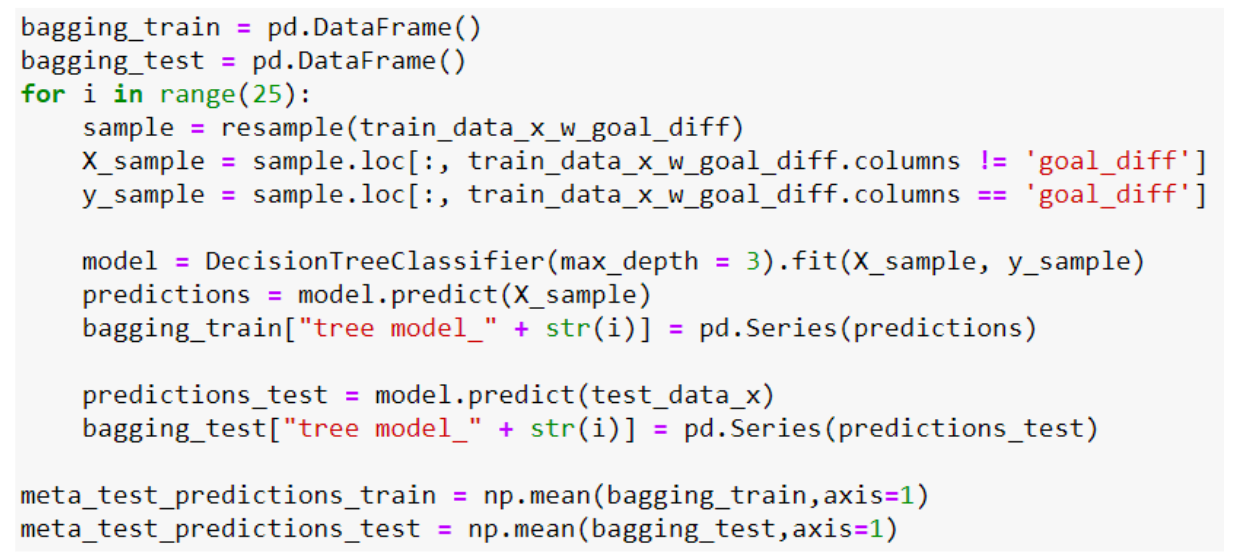 bagging_train = pd.DataFrame()
bagging_test = pd.DataFrame()
for i in range(25):
    sample = resample(train_data_x_w_goal_diff)
    X_sample = sample.loc[:, train_data_x_w_goal_diff.columns != 'goal_diff']
    y_sample = sample.loc[:, train_data_x_w_goal_diff.columns == 'goal_diff']

    model = DecisionTreeClassifier(max_depth = 3).fit(X_sample, y_sample)
    predictions = model.predict(X_sample)
    bagging_train["tree model_" + str(i)] = pd.Series(predictions)

    predictions_test = model.predict(test_data_x)
    bagging_test["tree model_" + str(i)] = pd.Series(predictions_test)

meta_test_predictions_train = np.mean(bagging_train,axis=1)
meta_test_predictions_test = np.mean(bagging_test,axis=1)